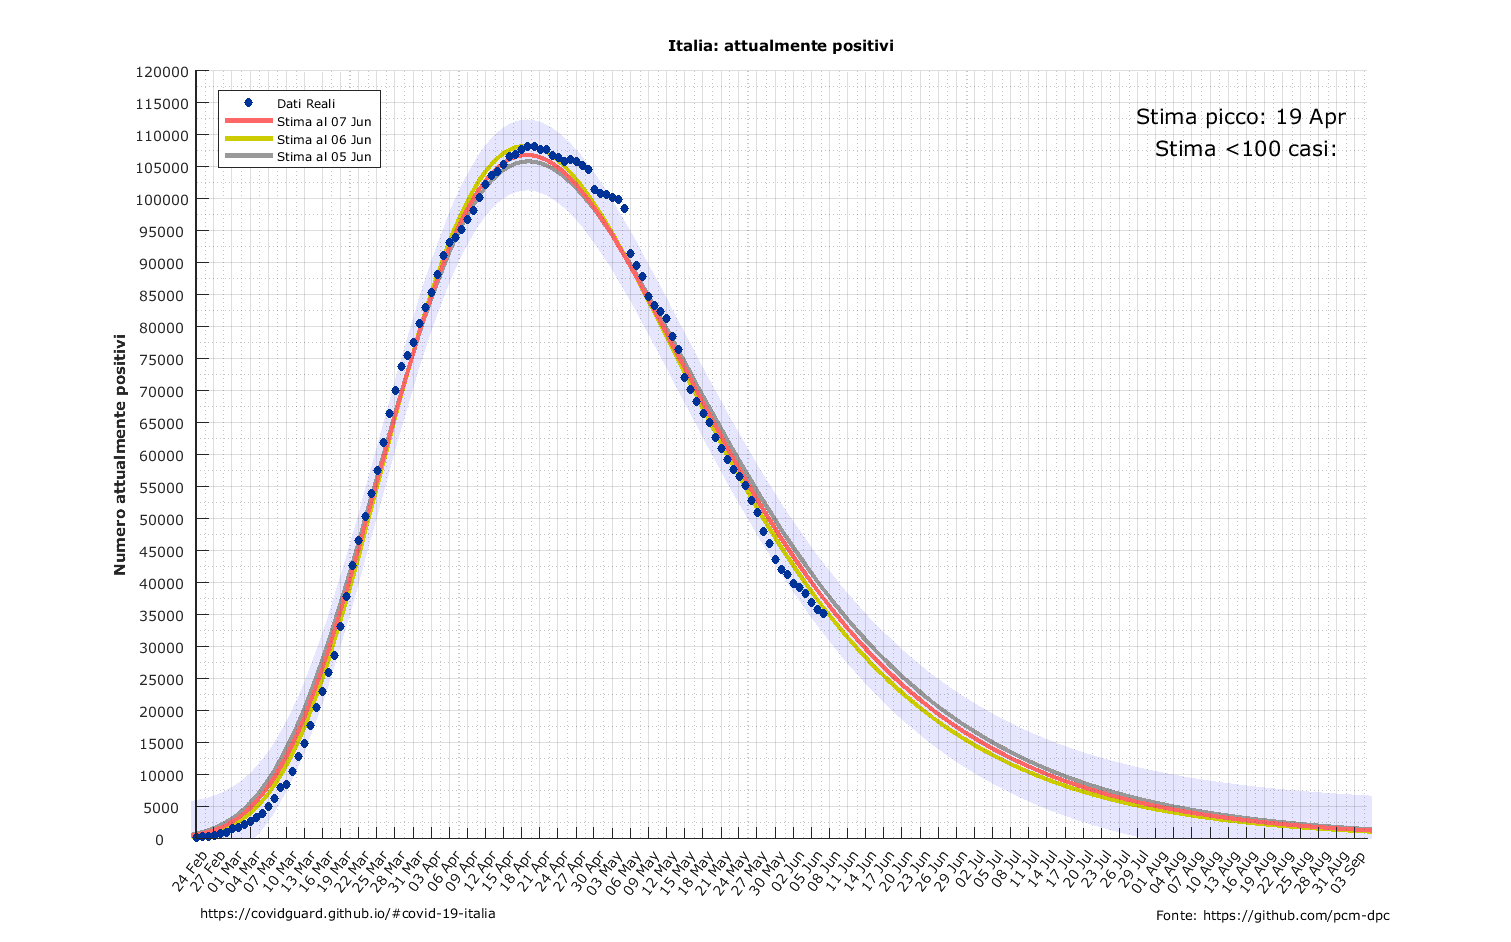 Italia: attualmente positivi
120000
115000
110000
105000
100000
95000
90000
85000
80000
75000
70000
65000
60000
55000
50000
45000
40000
35000
30000
25000
20000
15000
10000
5000
0
Numero attualmente positivi
Dati Reali
Stima al 07 Jun
Stima al 06 Jun
Stima al 05 Jun
Stima picco: 19 Apr
Stima <100 casi:
24 Feb
27 Feb
01 Mar
04 Mar
07 Mar
10 Mar
13 Mar
16 Mar
19 Mar
22 Mar
25 Mar
28 Mar
31 Mar
03 Apr
06 Apr
09 Apr
12 Apr
15 Apr
18 Apr
21 Apr
24 Apr
27 Apr
30 Apr
03 May
06 May
09 May
12 May
15 May
18 May
21 May
24 May
27 May
30 May
02 Jun
05 Jun
08 Jun
11 Jun
14 Jun
17 Jun
20 Jun
23 Jun
26 Jun
29 Jun
02 Jul
05 Jul
08 Jul
11 Jul
14 Jul
17 Jul
20 Jul
23 Jul
26 Jul
29 Jul
01 Aug
04 Aug
07 Aug
10 Aug
13 Aug
16 Aug
19 Aug
22 Aug
25 Aug
28 Aug
31 Aug
03 Sep
https://covidguard.github.io/#covid-19-italia
Fonte: https://github.com/pcm-dpc